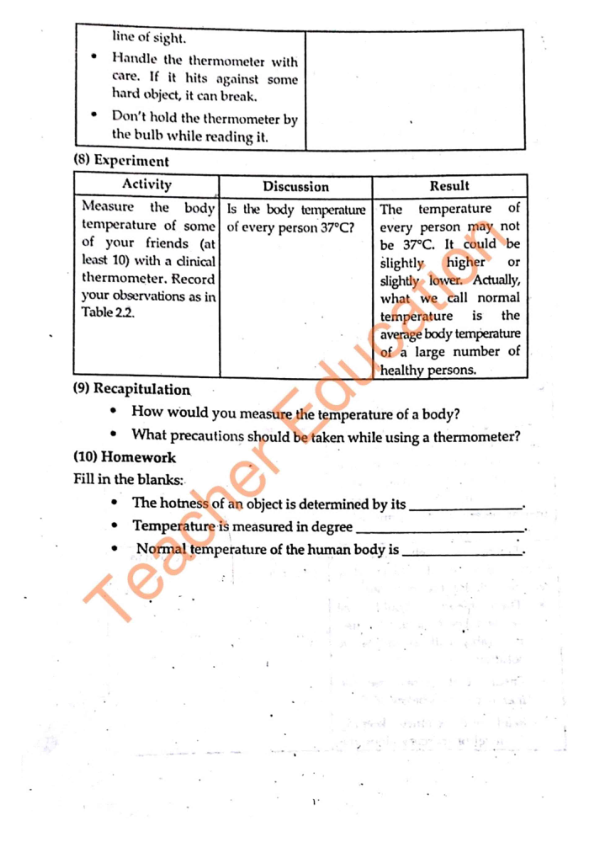 line of sight.
• Handle the thermometer with
care. If it hits against some
hard object, it can break.
• Don't hold the thermometer by
the bulb while reading it.
(8) Experiment
Activity
Discussion
Result
Measure the body
temperature of some
of your friends (at
least 10) with a clinical
thermometer. Record
your observations as in
Table 2.2.
Is the body temperature
of every person 37°C?
The temperature of
every person may not
be 37°C. It could be
slightly higher or
slightly lower. Actually,
what we call normal
temperature is the
average body temperature
of a large number of
healthy persons.
(9) Recapitulation
• How would you measure the temperature of a body?
• What precautions should be taken while using a thermometer?
(10) Homework
Fill in the blanks:
• The hotness of an object is determined by its ____________.
• Temperature is measured in degree ____________.
• Normal temperature of the human body is ____________.
Teacher Education